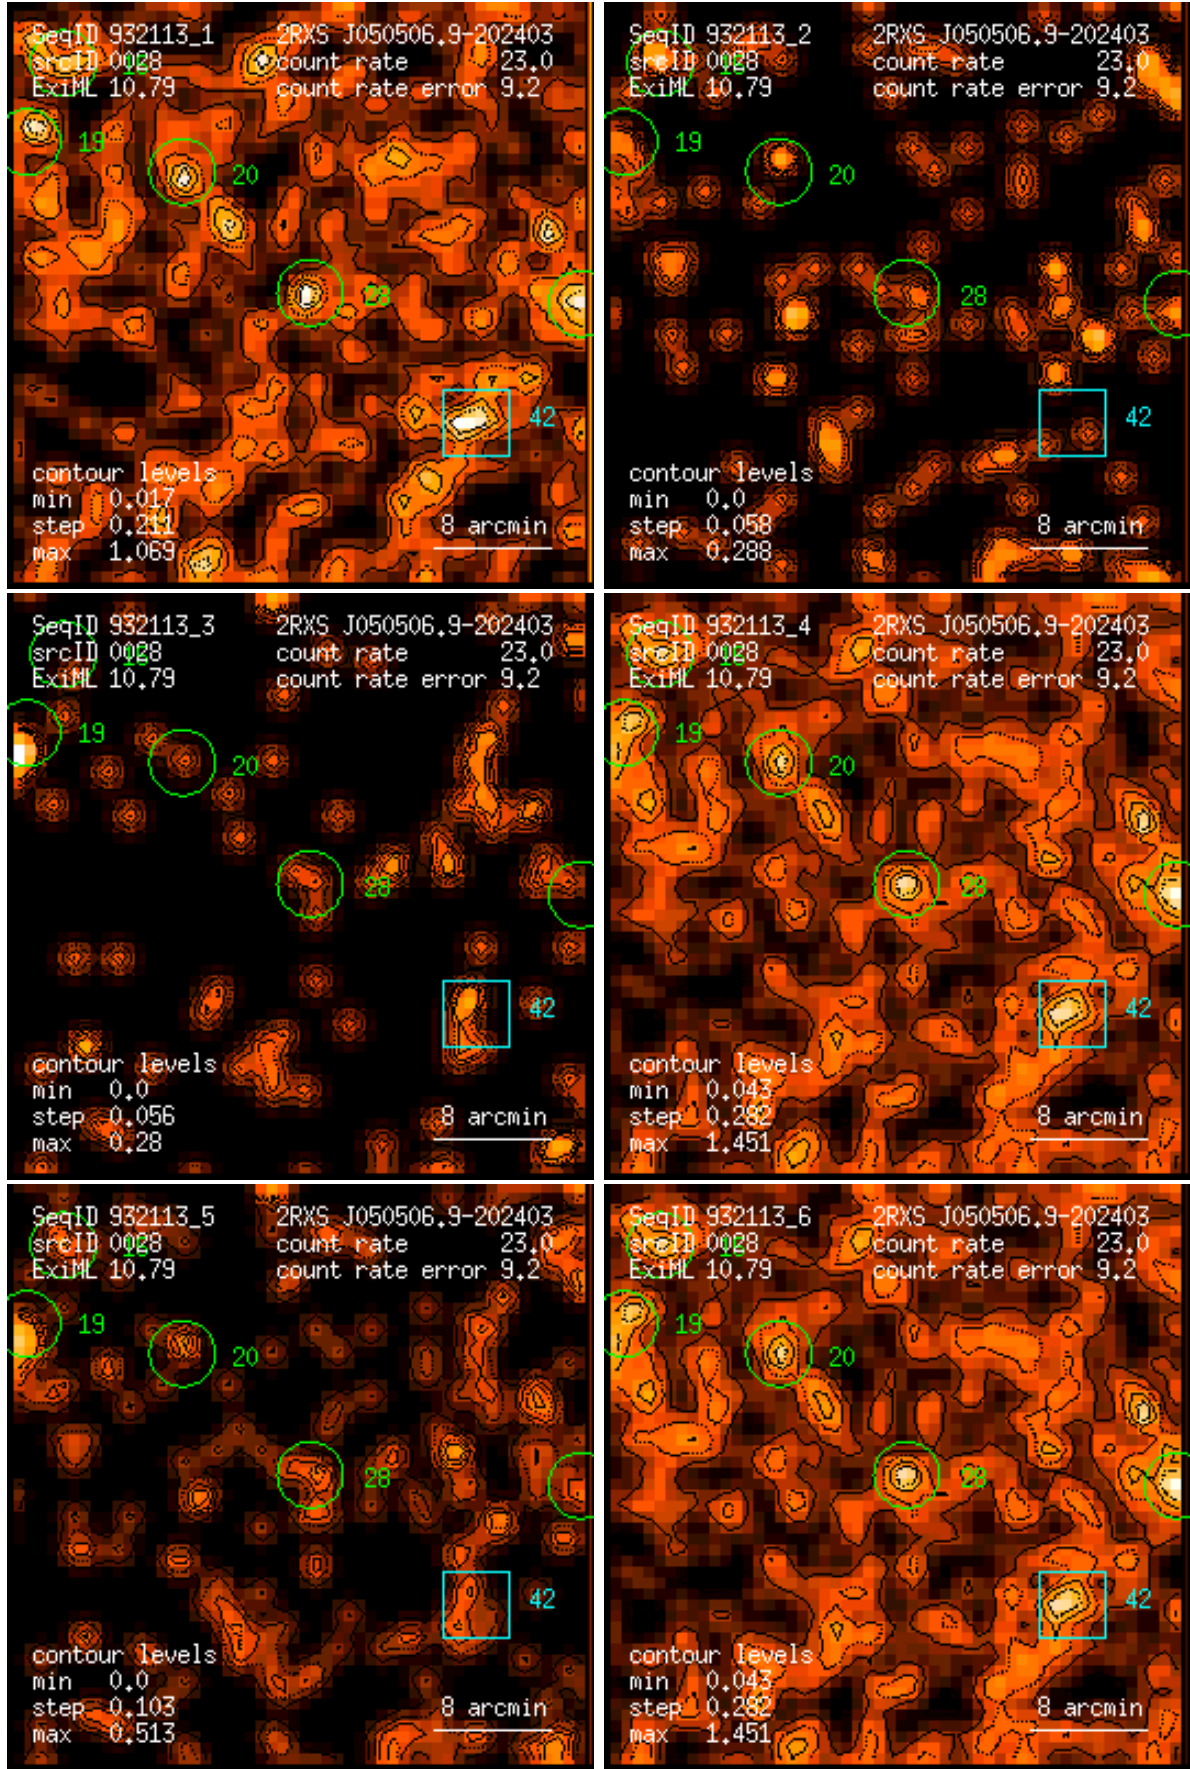 SeqID 932113_1 2RXS J050506.9-202403
srcID 0028 count rate 23.0
ExiML 10.79 count rate error 9.2
19
20
28
42
contour levels
min 0.017
step 0.211 8 arcmin
max 1.069
SeqID 932113_2 2RXS J050506.9-202403
srcID 0028 count rate 23.0
ExiML 10.79 count rate error 9.2
19
20
28
42
contour levels
min 0.0
step 0.058 8 arcmin
max 0.288
SeqID 932113_3 2RXS J050506.9-202403
srcID 0028 count rate 23.0
ExiML 10.79 count rate error 9.2
19
20
28
42
contour levels
min 0.0
step 0.056 8 arcmin
max 0.28
SeqID 932113_4 2RXS J050506.9-202403
srcID 0028 count rate 23.0
ExiML 10.79 count rate error 9.2
19
20
28
42
contour levels
min 0.043
step 0.282 8 arcmin
max 1.451
SeqID 932113_5 2RXS J050506.9-202403
srcID 0028 count rate 23.0
ExiML 10.79 count rate error 9.2
19
20
28
42
contour levels
min 0.0
step 0.103 8 arcmin
max 0.513
SeqID 932113_6 2RXS J050506.9-202403
srcID 0028 count rate 23.0
ExiML 10.79 count rate error 9.2
19
20
28
42
contour levels
min 0.043
step 0.282 8 arcmin
max 1.451